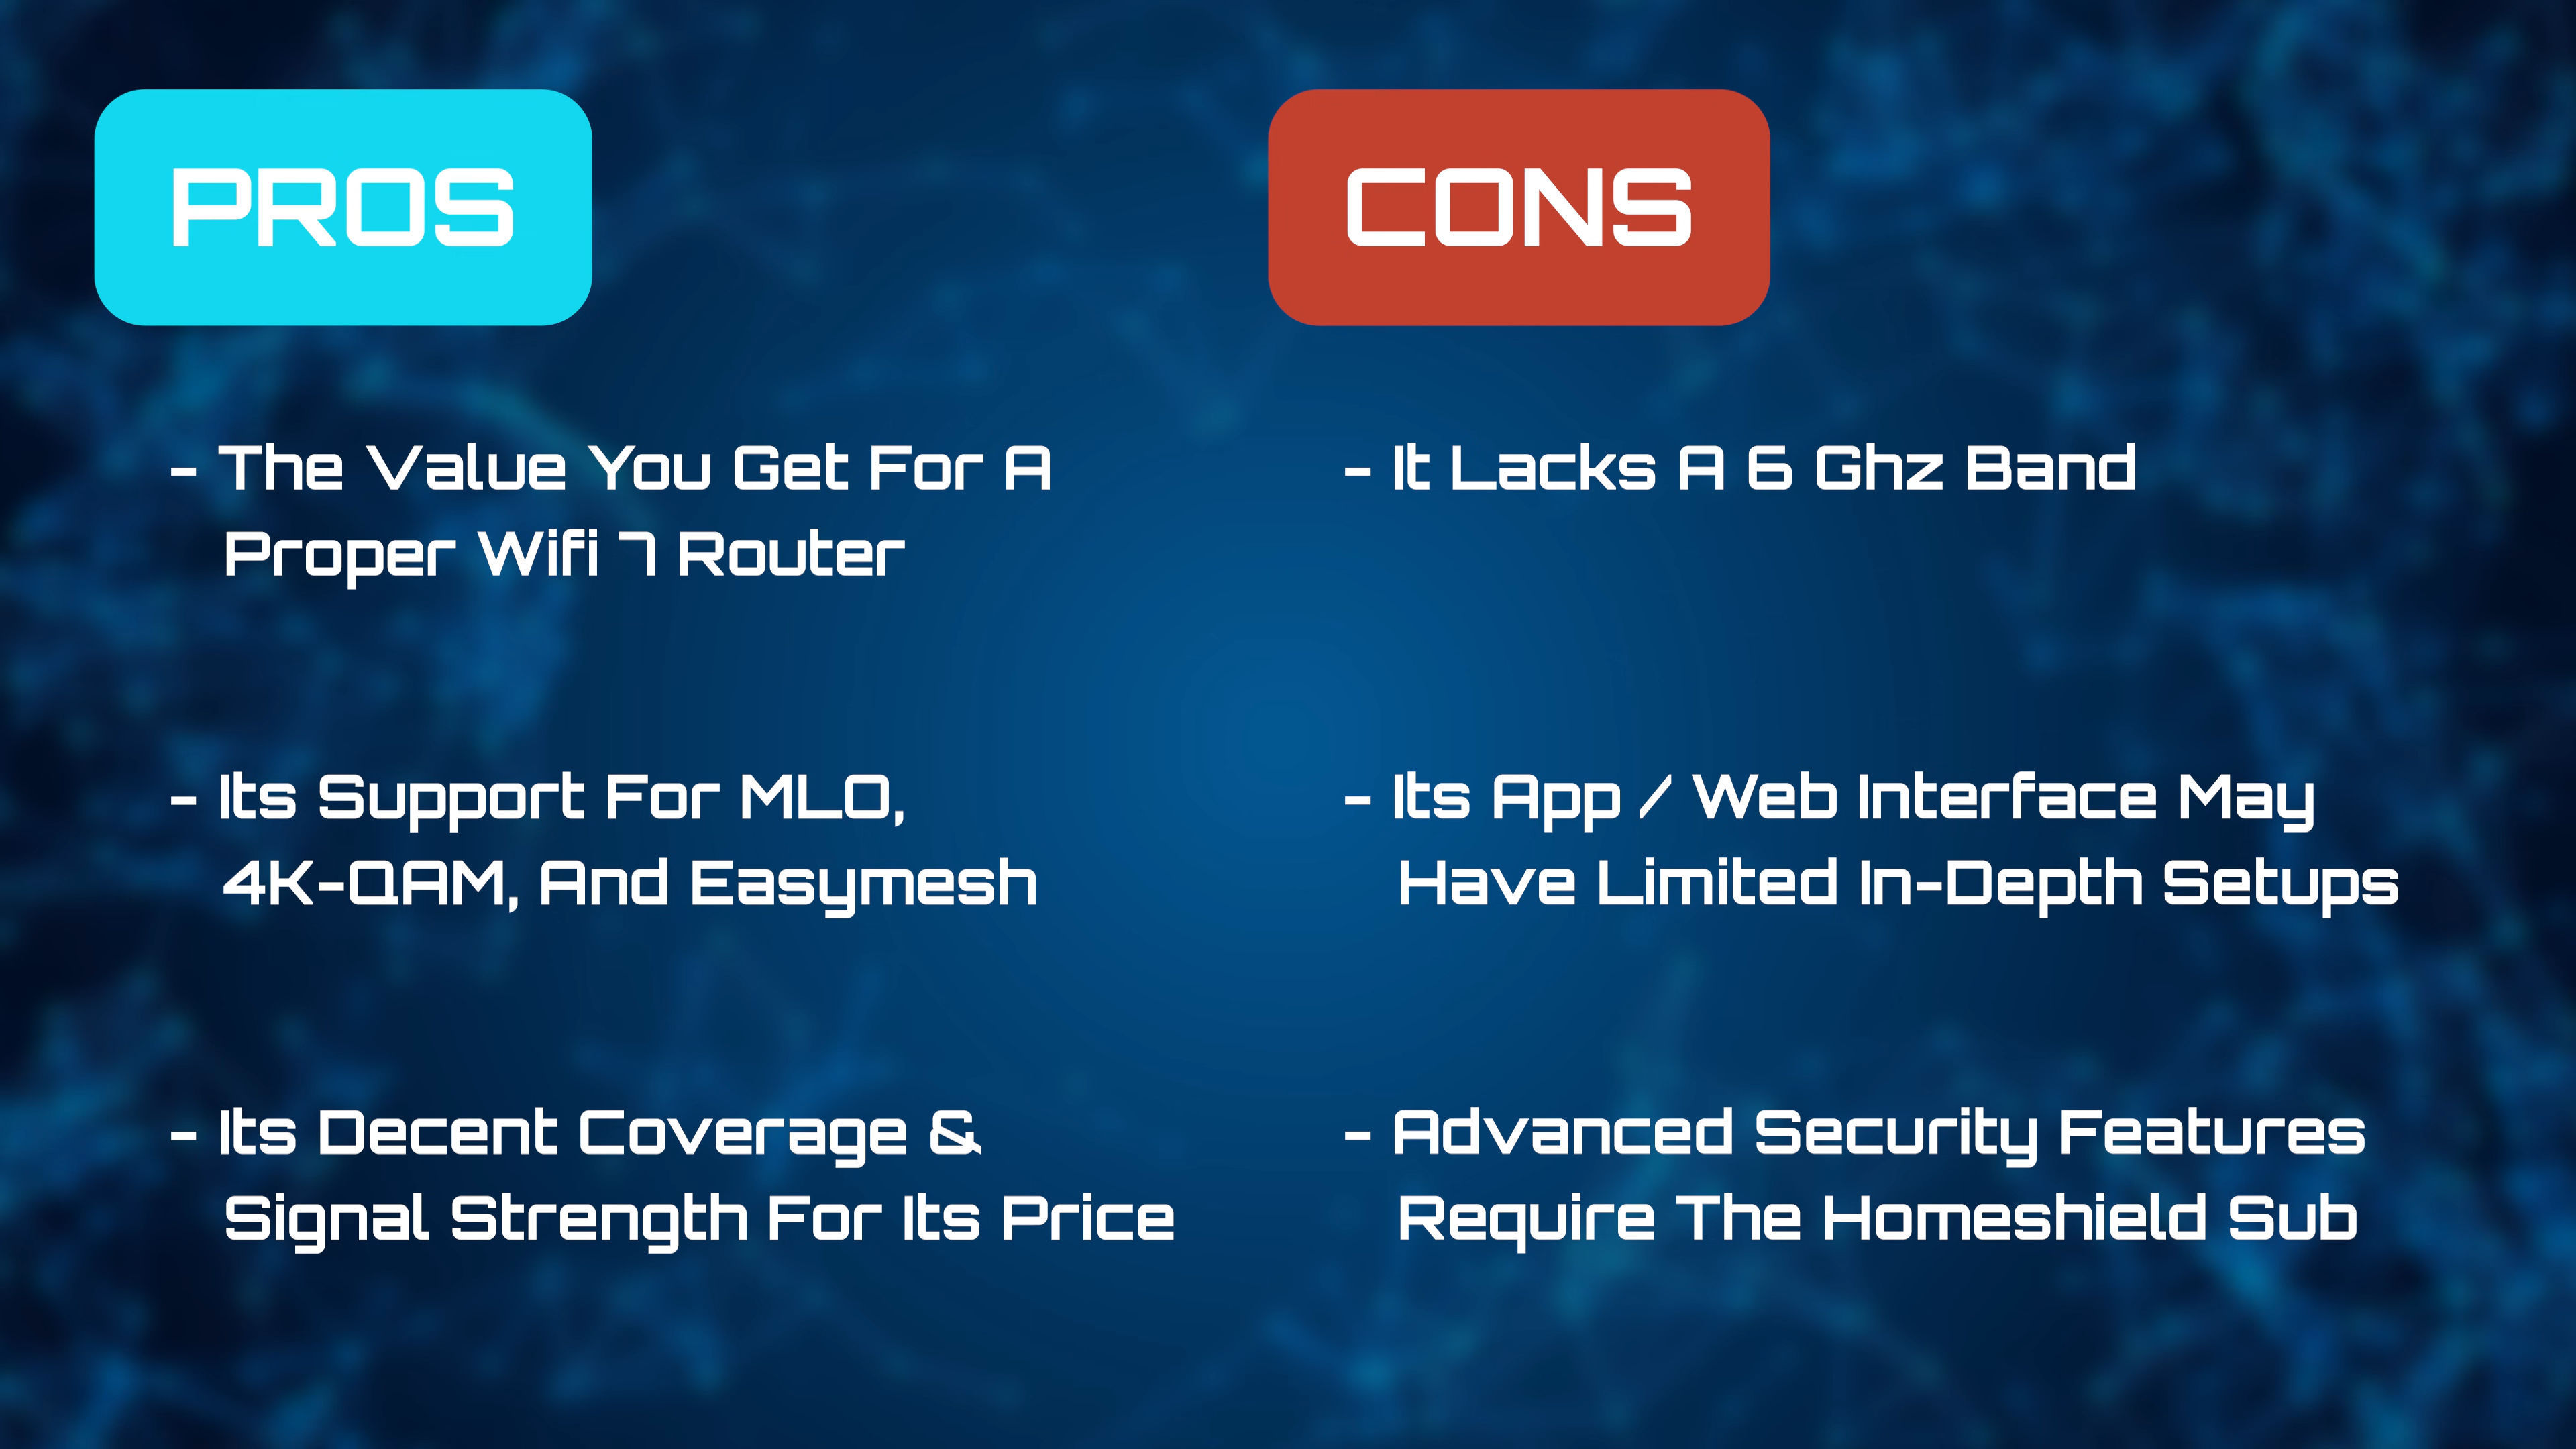 PROS
- The Value You Get For A
Proper Wifi 7 Router
- Its Support For MLO,
4K-QAM, And Easymesh
- Its Decent Coverage &
Signal Strength For Its Price
CONS
- It Lacks A 6 Ghz Band
- Its App / Web Interface May
Have Limited In-Depth Setups
- Advanced Security Features
Require The Homeshield Sub